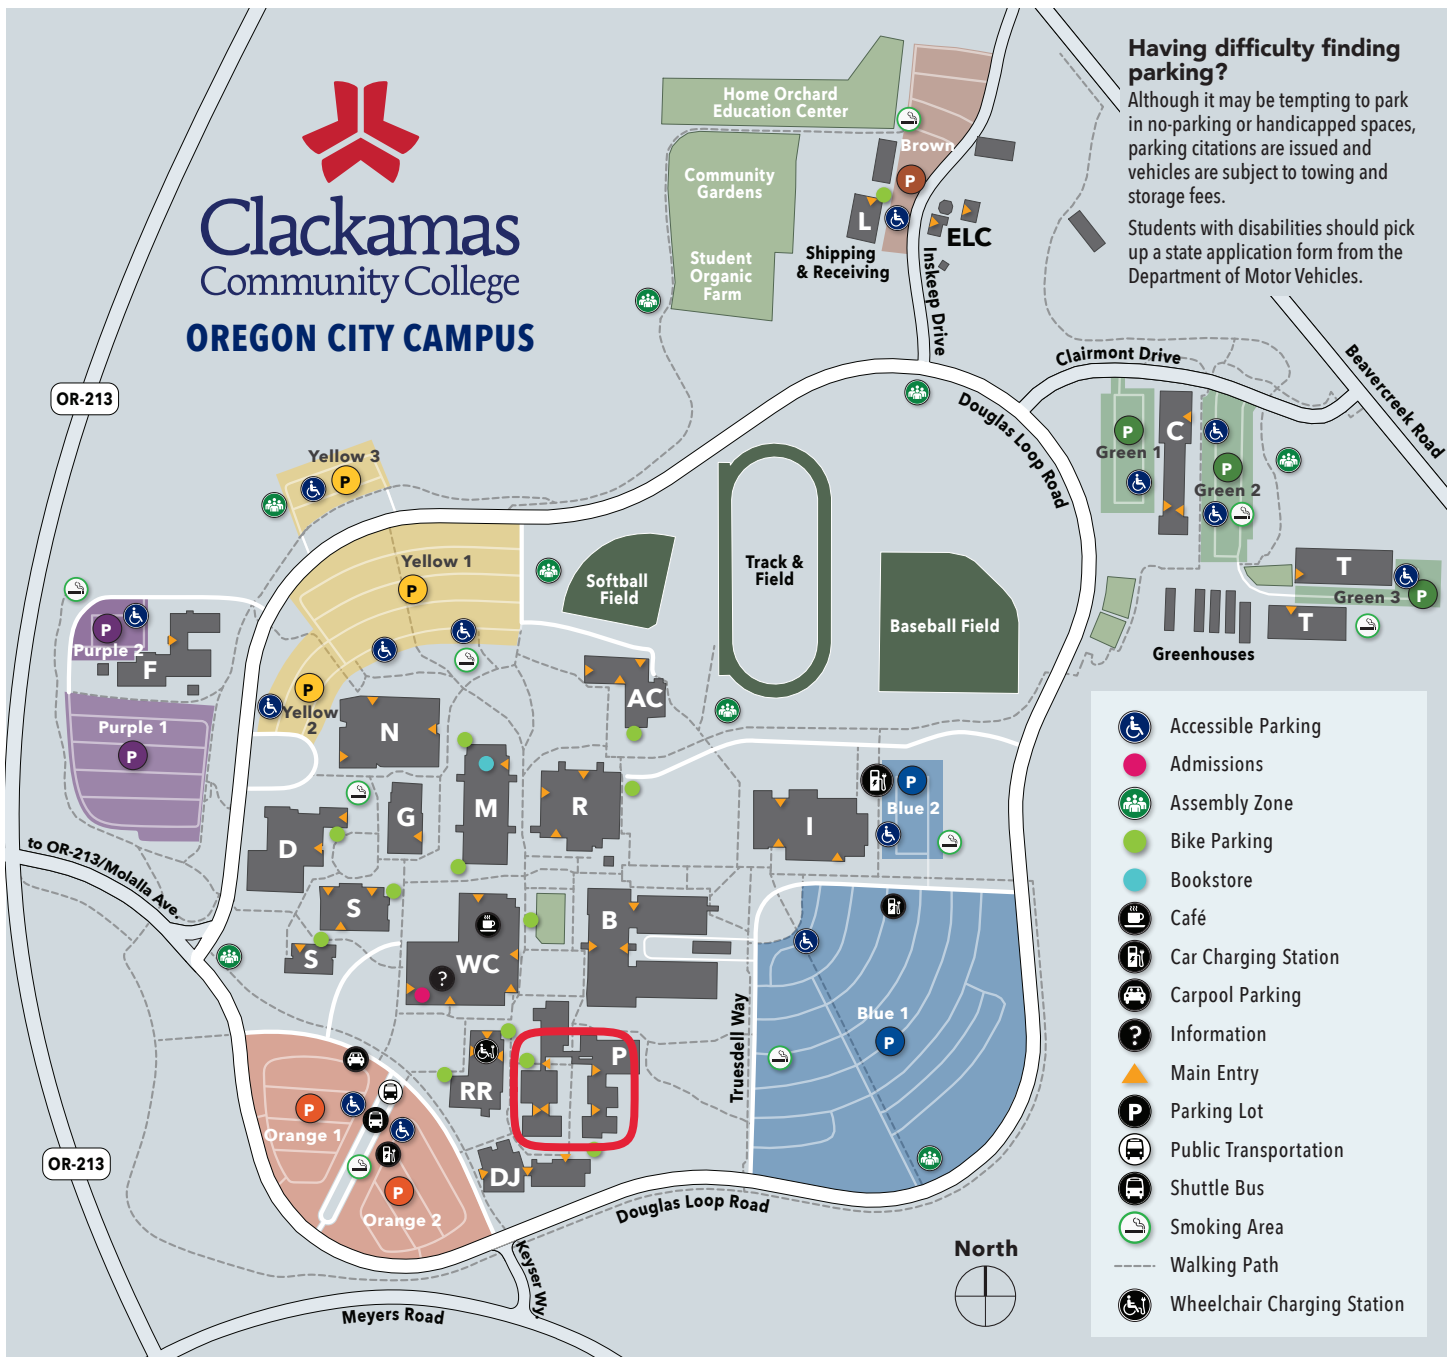 Having difficulty finding
parking?
Although it may be tempting to park
in no-parking or handicapped spaces,
parking citations are issued and
vehicles are subject to towing and
storage fees.
Students with disabilities should pick
up a state application form from the
Department of Motor Vehicles.
Clackamas
Community College
OREGON CITY CAMPUS
Home Orchard
Education Center
Community
Gardens
Student
Organic
Farm
Brown
P
L
Shipping
& Receiving
ELC
Inskeep Drive
Clairmont Drive
Beavercreek Road
Douglas Loop Road
OR-213
Yellow 3
P
Yellow 1
P
Yellow
2
P
Softball
Field
Track &
Field
Baseball Field
P
Green 1
C
P
Green 2
T
Green 3
P
T
Greenhouses
P
Purple 2
F
Purple 1
P
N
AC
M
R
G
D
I
P
Blue 2
to OR-213/Molalla Ave.
S
S
B
WC
?
Blue 1
P
Truesdell Way
P
RR
DJ
P
Orange 1
P
Orange 2
OR-213
Douglas Loop Road
Keyser Wy.
Meyers Road
North
Accessible Parking
Admissions
Assembly Zone
Bike Parking
Bookstore
Café
Car Charging Station
Carpool Parking
? Information
Main Entry
P Parking Lot
Public Transportation
Shuttle Bus
Smoking Area
Walking Path
Wheelchair Charging Station